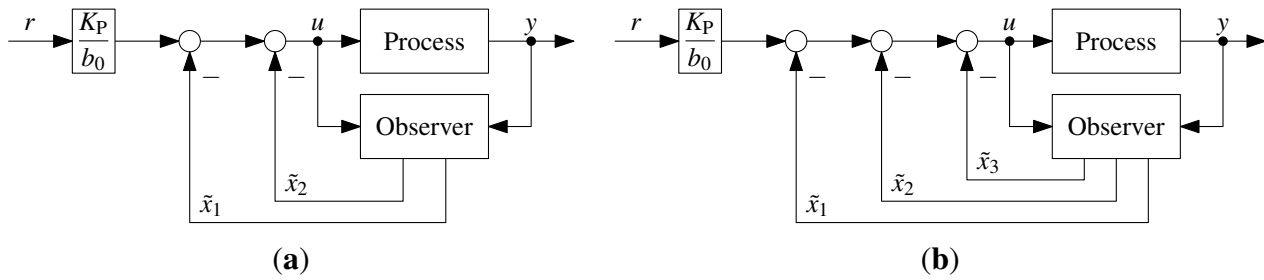 r
K_P
b_0
−
−
u
Process
y
Observer
x̃_2
x̃_1
(a)
r
K_P
b_0
−
−
−
u
Process
y
Observer
x̃_3
x̃_2
x̃_1
(b)